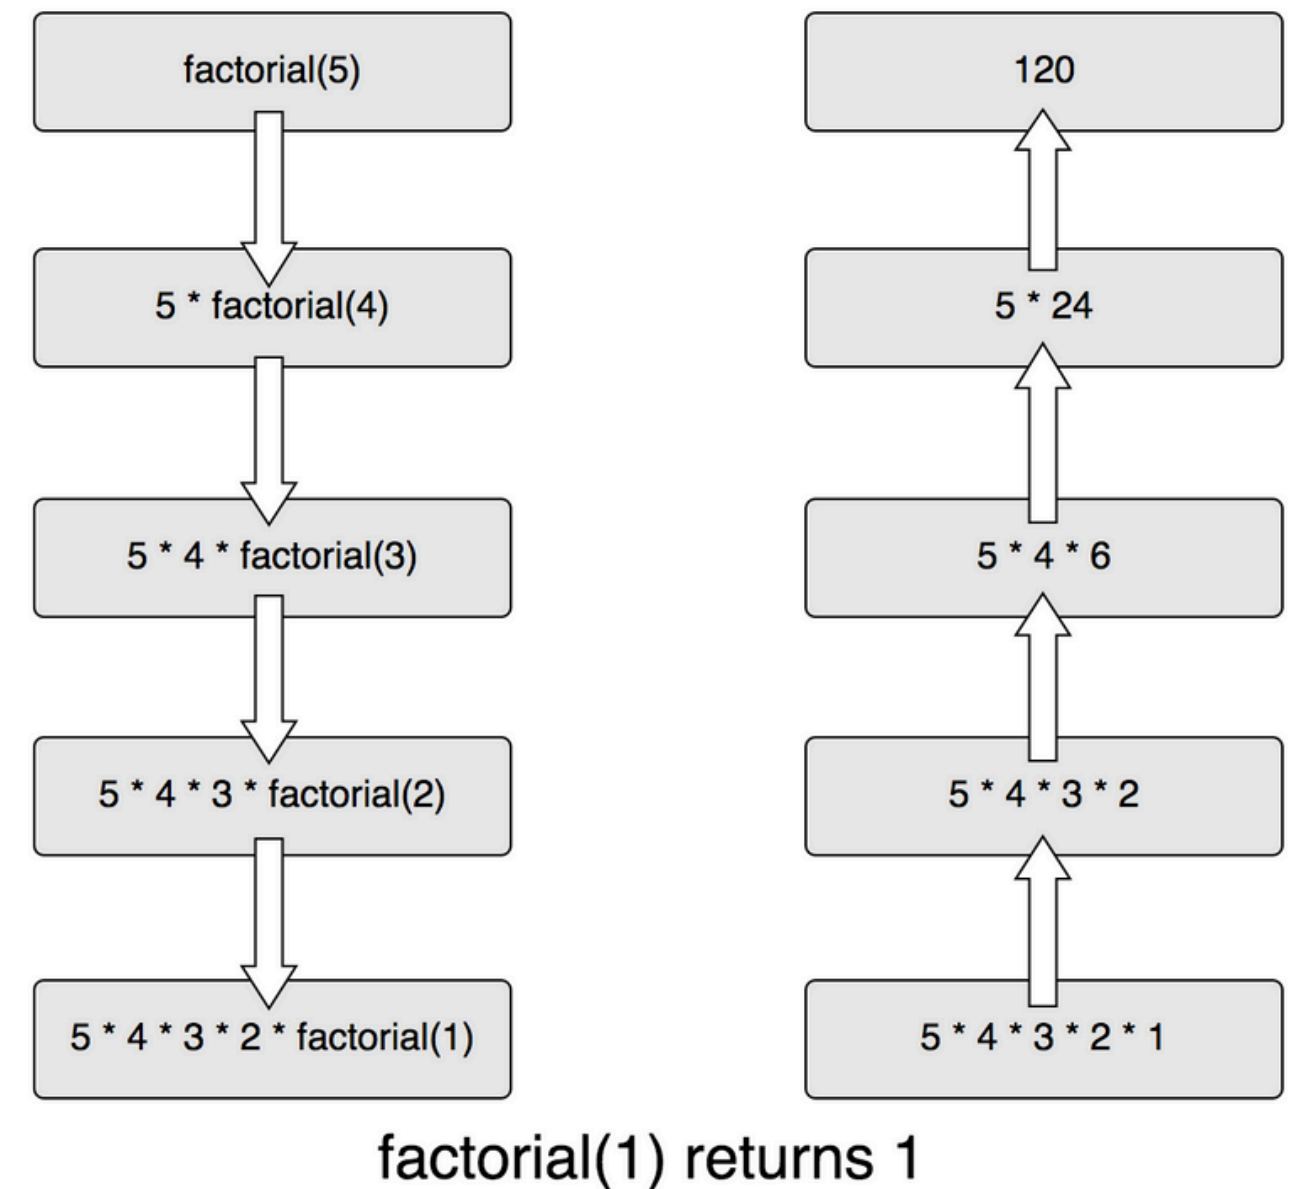 factorial(5)
5 * factorial(4)
5 * 4 * factorial(3)
5 * 4 * 3 * factorial(2)
5 * 4 * 3 * 2 * factorial(1)
120
5 * 24
5 * 4 * 6
5 * 4 * 3 * 2
5 * 4 * 3 * 2 * 1
factorial(1) returns 1